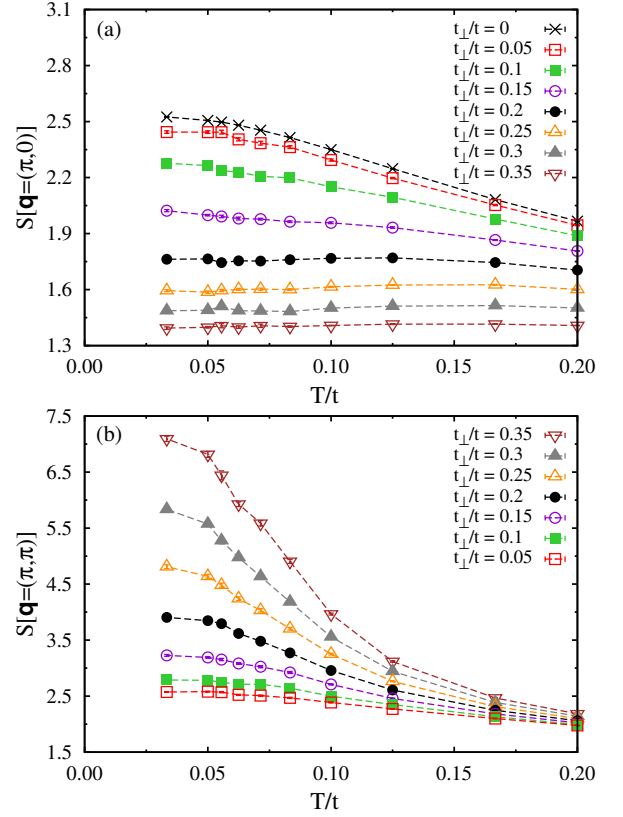 (a)
S[q=(π,0)]
3.1
2.8
2.5
2.2
1.9
1.6
1.3
t⊥/t = 0
t⊥/t = 0.05
t⊥/t = 0.1
t⊥/t = 0.15
t⊥/t = 0.2
t⊥/t = 0.25
t⊥/t = 0.3
t⊥/t = 0.35
0.00 0.05 0.10 0.15 0.20
T/t
(b)
S[q=(π,π)]
7.5
6.5
5.5
4.5
3.5
2.5
1.5
t⊥/t = 0.35
t⊥/t = 0.3
t⊥/t = 0.25
t⊥/t = 0.2
t⊥/t = 0.15
t⊥/t = 0.1
t⊥/t = 0.05
0.00 0.05 0.10 0.15 0.20
T/t